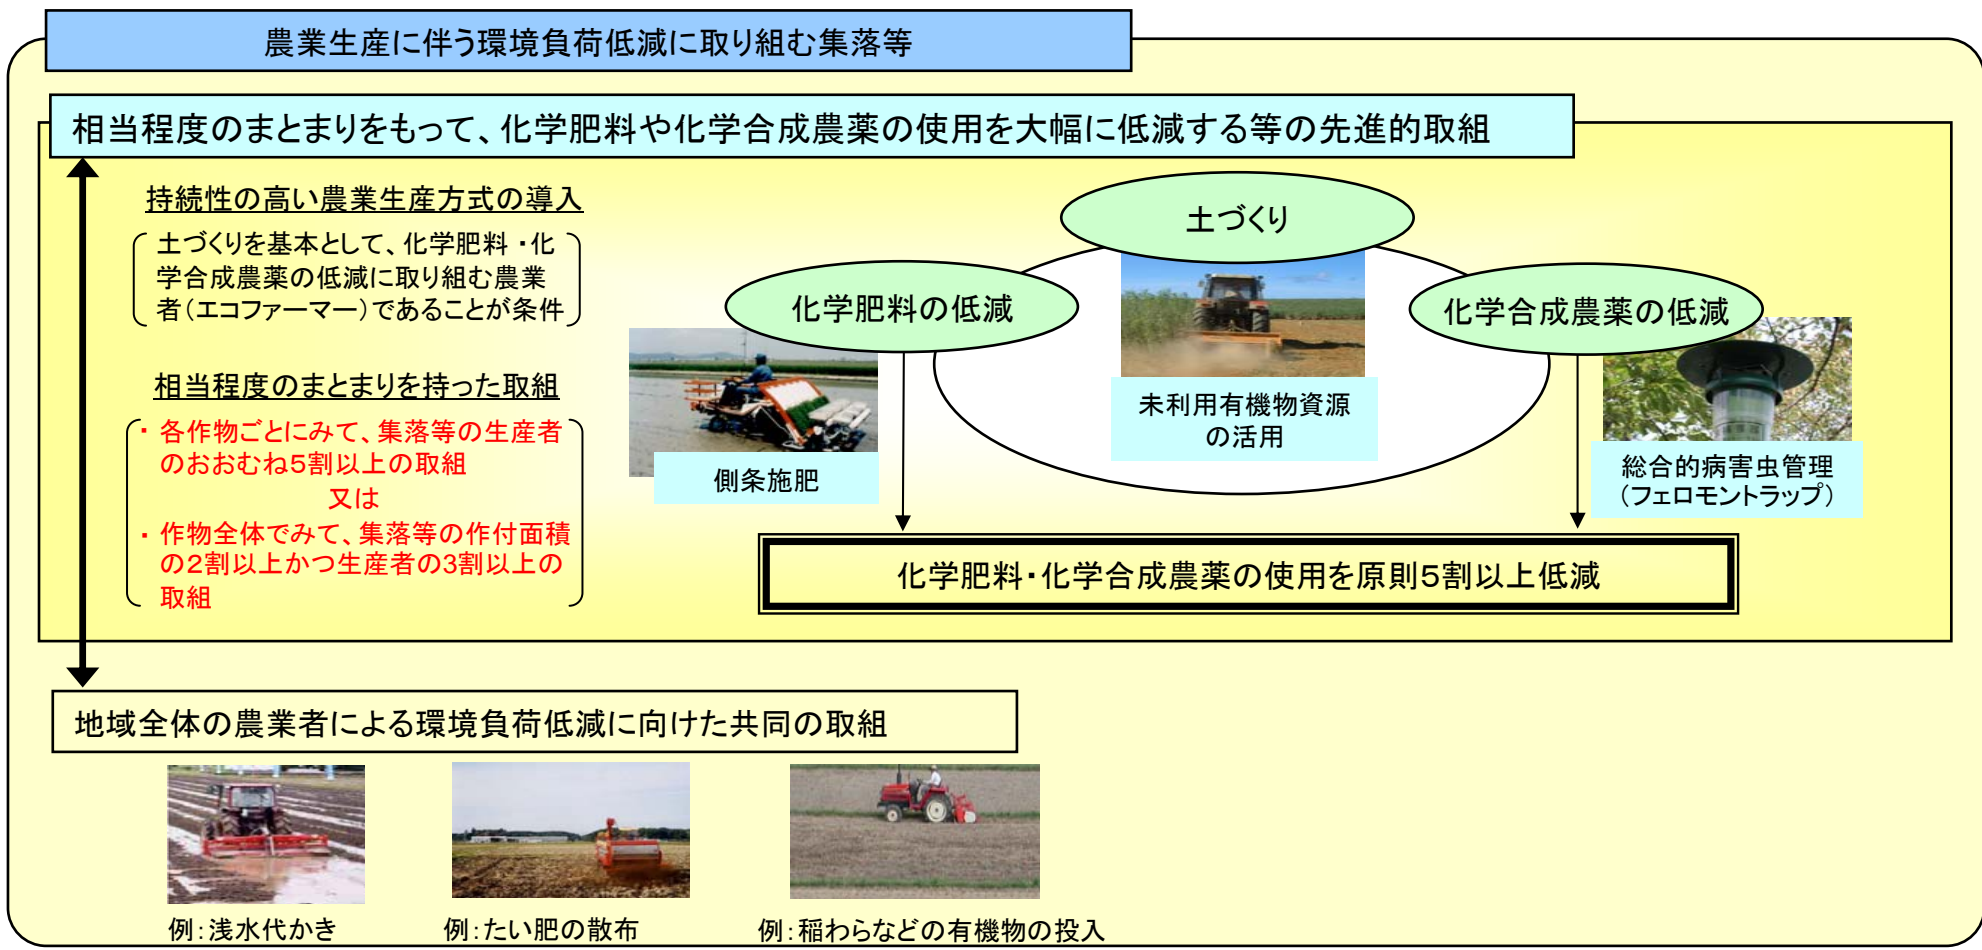 農業生産に伴う環境負荷低減に取り組む集落等
相当程度のまとまりをもって、化学肥料や化学合成農薬の使用を大幅に低減する等の先進的取組
持続性の高い農業生産方式の導入
土づくりを基本として、化学肥料・化
学合成農薬の低減に取り組む農業
者(エコファーマー)であることが条件
相当程度のまとまりを持った取組
・各作物ごとにみて、集落等の生産者
のおおむね5割以上の取組
又は
・作物全体でみて、集落等の作付面積
の2割以上かつ生産者の3割以上の
取組
土づくり
化学肥料の低減
化学合成農薬の低減
側条施肥
未利用有機物資源
の活用
総合的病害虫管理
(フェロモントラップ)
化学肥料・化学合成農薬の使用を原則5割以上低減
地域全体の農業者による環境負荷低減に向けた共同の取組
例:浅水代かき
例:たい肥の散布
例:稲わらなどの有機物の投入